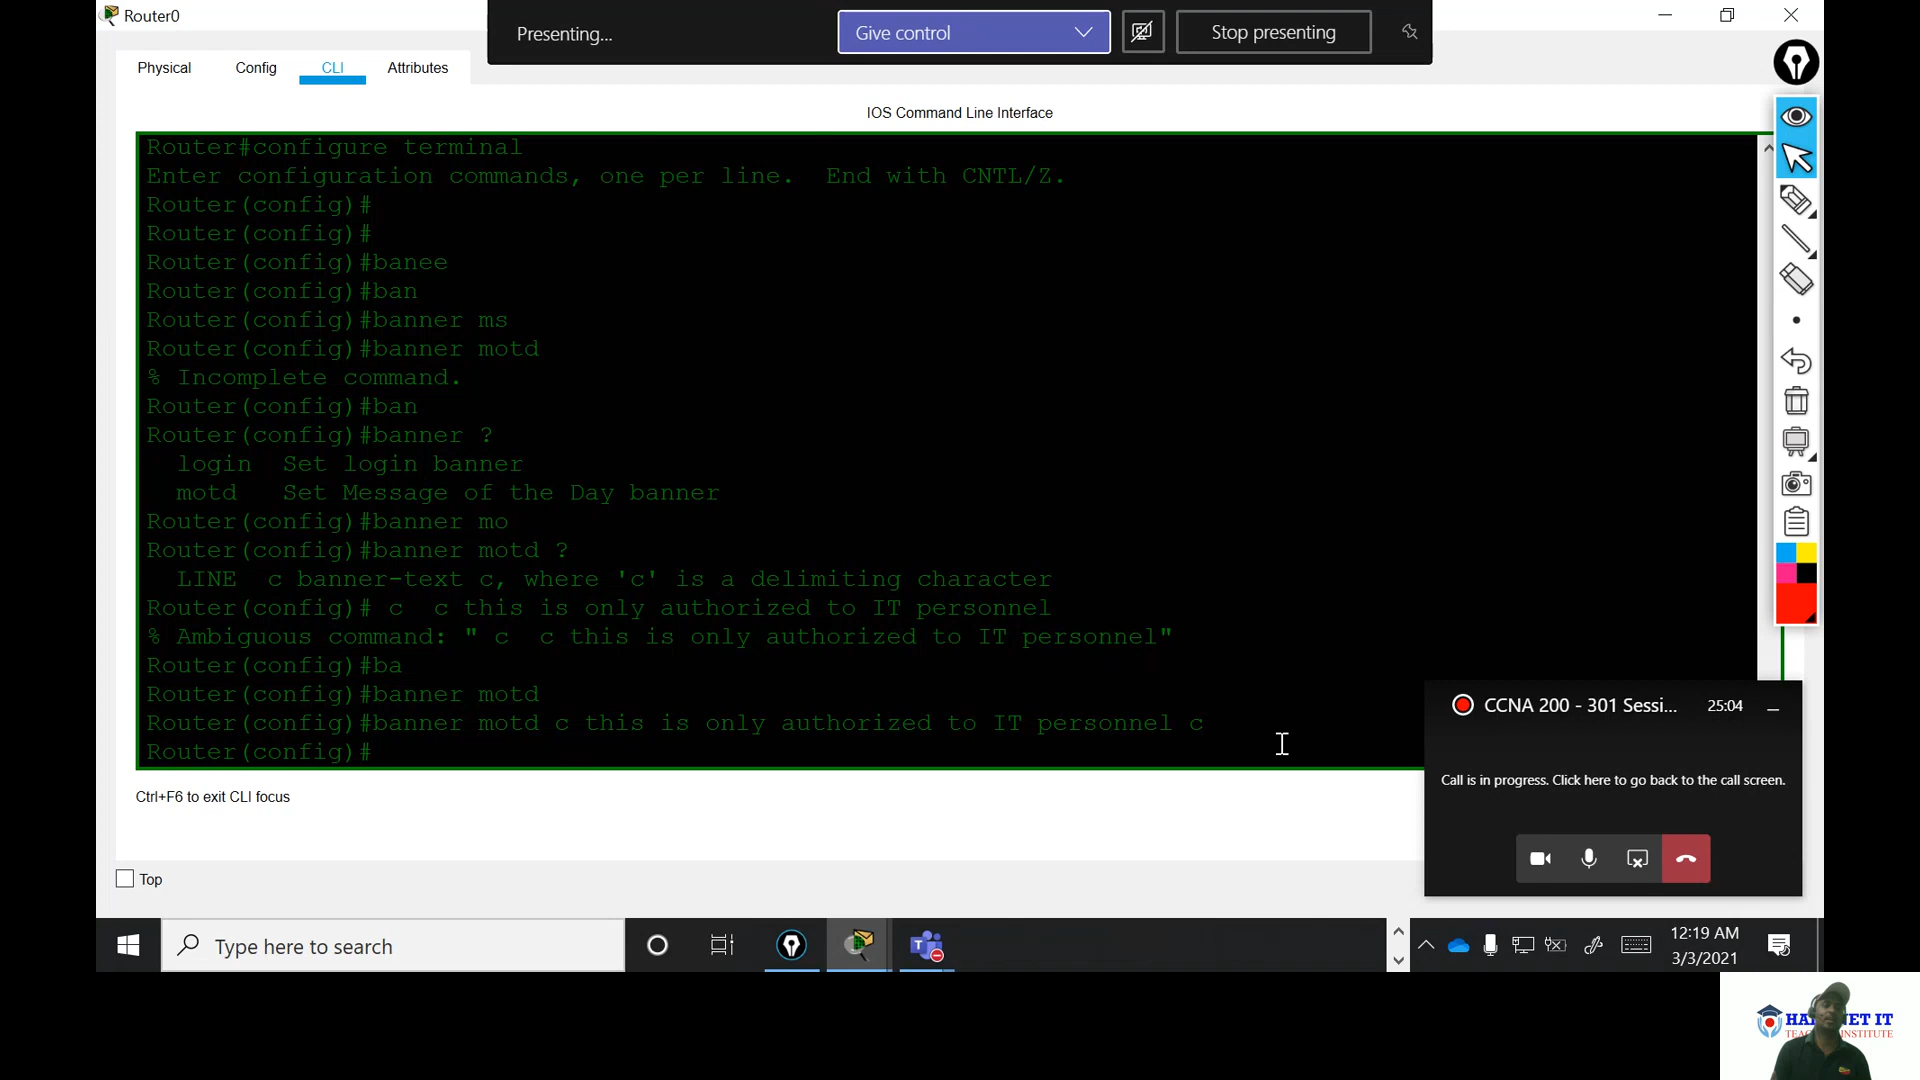 Router0
Presenting...
Give control
Stop presenting
Physical
Config
CLI
Attributes
IOS Command Line Interface
Router#configure terminal
Enter configuration commands, one per line.  End with CNTL/Z.
Router(config)#
Router(config)#
Router(config)#banee
Router(config)#ban
Router(config)#banner ms
Router(config)#banner motd
% Incomplete command.
Router(config)#ban
Router(config)#banner ?
  login  Set login banner
  motd   Set Message of the Day banner
Router(config)#banner mo
Router(config)#banner motd ?
  LINE  c banner-text c, where 'c' is a delimiting character
Router(config)# c  c this is only authorized to IT personnel
% Ambiguous command: " c  c this is only authorized to IT personnel"
Router(config)#ba
Router(config)#banner motd
Router(config)#banner motd c this is only authorized to IT personnel c
Router(config)#
CCNA 200 - 301 Sessi...
25:04
Call is in progress. Click here to go back to the call screen.
Ctrl+F6 to exit CLI focus
Top
Type here to search
12:19 AM
3/3/2021
NET IT
INSTITUTE